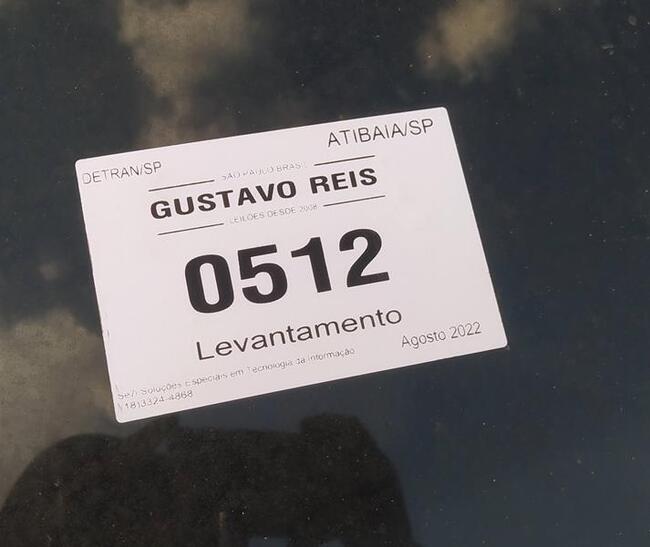 DETRAN/SP
ATIBAIA/SP
SÃO PAULO BRASIL
GUSTAVO REIS
LEILÕES DESDE 2008
0512
Levantamento
Agosto 2022
Soluções Especiais em Tecnologia da Informação
(18)3324-4868